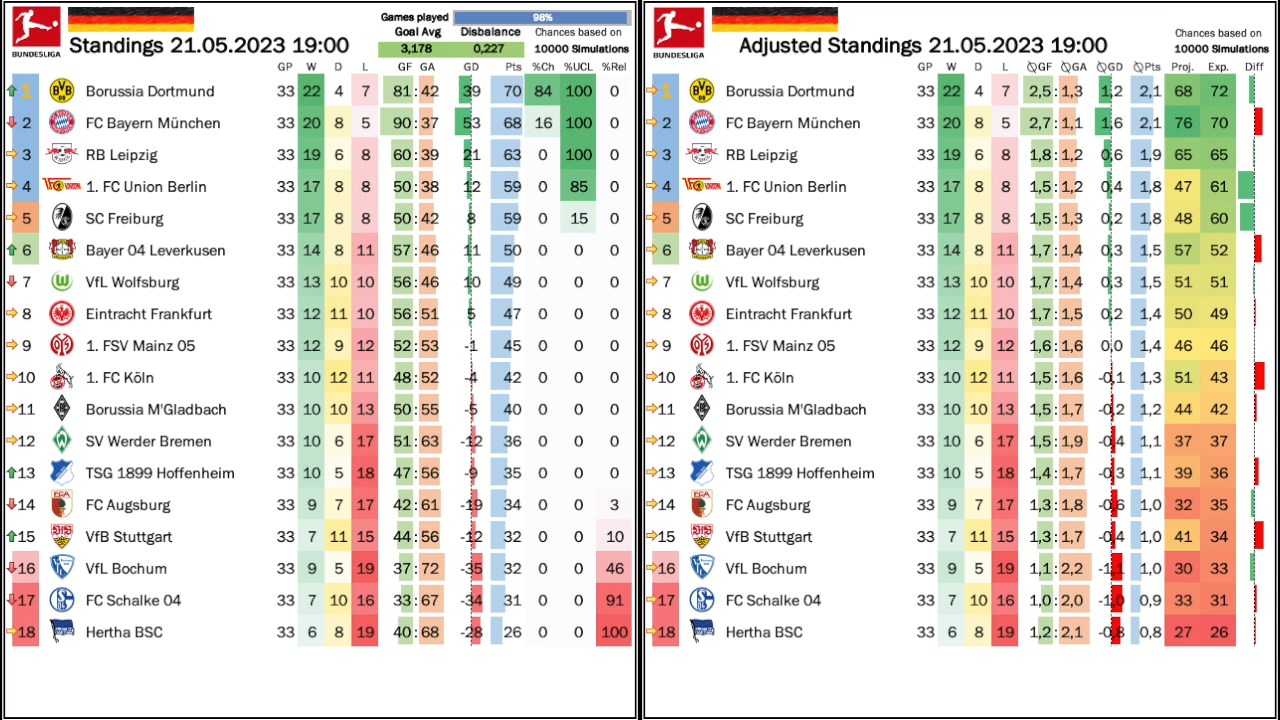 BUNDESLIGA
Standings 21.05.2023 19:00
Games played 98%
Goal Avg Disbalance Chances based on
3,178 0,227 10000 Simulations
GP W D L GF GA GD Pts %Ch %UCL %Rel
1 Borussia Dortmund 33 22 4 7 81 : 42 39 70 84 100 0
2 FC Bayern München 33 20 8 5 90 : 37 53 68 16 100 0
3 RB Leipzig 33 19 6 8 60 : 39 21 63 0 100 0
4 1. FC Union Berlin 33 17 8 8 50 : 38 12 59 0 85 0
5 SC Freiburg 33 17 8 8 50 : 42 8 59 0 15 0
6 Bayer 04 Leverkusen 33 14 8 11 57 : 46 11 50 0 0 0
7 VfL Wolfsburg 33 13 10 10 56 : 46 10 49 0 0 0
8 Eintracht Frankfurt 33 12 11 10 56 : 51 5 47 0 0 0
9 1. FSV Mainz 05 33 12 9 12 52 : 53 -1 45 0 0 0
10 1. FC Köln 33 10 12 11 48 : 52 -4 42 0 0 0
11 Borussia M'Gladbach 33 10 10 13 50 : 55 -5 40 0 0 0
12 SV Werder Bremen 33 10 6 17 51 : 63 -12 36 0 0 0
13 TSG 1899 Hoffenheim 33 10 5 18 47 : 56 -9 35 0 0 0
14 FC Augsburg 33 9 7 17 42 : 61 -19 34 0 0 3
15 VfB Stuttgart 33 7 11 15 44 : 56 -12 32 0 0 10
16 VfL Bochum 33 9 5 19 37 : 72 -35 32 0 0 46
17 FC Schalke 04 33 7 10 16 33 : 67 -34 31 0 0 91
18 Hertha BSC 33 6 8 19 40 : 68 -28 26 0 0 100
BUNDESLIGA
Adjusted Standings 21.05.2023 19:00
Chances based on
10000 Simulations
GP W D L ∅GF ∅GA ∅GD ∅Pts Proj. Exp. Diff
1 Borussia Dortmund 33 22 4 7 2,5 : 1,3 1,2 2,1 68 72
2 FC Bayern München 33 20 8 5 2,7 : 1,1 1,6 2,1 76 70
3 RB Leipzig 33 19 6 8 1,8 : 1,2 0,6 1,9 65 65
4 1. FC Union Berlin 33 17 8 8 1,5 : 1,2 0,4 1,8 47 61
5 SC Freiburg 33 17 8 8 1,5 : 1,3 0,2 1,8 48 60
6 Bayer 04 Leverkusen 33 14 8 11 1,7 : 1,4 0,3 1,5 57 52
7 VfL Wolfsburg 33 13 10 10 1,7 : 1,4 0,3 1,5 51 51
8 Eintracht Frankfurt 33 12 11 10 1,7 : 1,5 0,2 1,4 50 49
9 1. FSV Mainz 05 33 12 9 12 1,6 : 1,6 0,0 1,4 46 46
10 1. FC Köln 33 10 12 11 1,5 : 1,6 -0,1 1,3 51 43
11 Borussia M'Gladbach 33 10 10 13 1,5 : 1,7 -0,2 1,2 44 42
12 SV Werder Bremen 33 10 6 17 1,5 : 1,9 -0,4 1,1 37 37
13 TSG 1899 Hoffenheim 33 10 5 18 1,4 : 1,7 -0,3 1,1 39 36
14 FC Augsburg 33 9 7 17 1,3 : 1,8 -0,6 1,0 32 35
15 VfB Stuttgart 33 7 11 15 1,3 : 1,7 -0,4 1,0 41 34
16 VfL Bochum 33 9 5 19 1,1 : 2,2 -1,1 1,0 30 33
17 FC Schalke 04 33 7 10 16 1,0 : 2,0 -1,0 0,9 33 31
18 Hertha BSC 33 6 8 19 1,2 : 2,1 -0,8 0,8 27 26